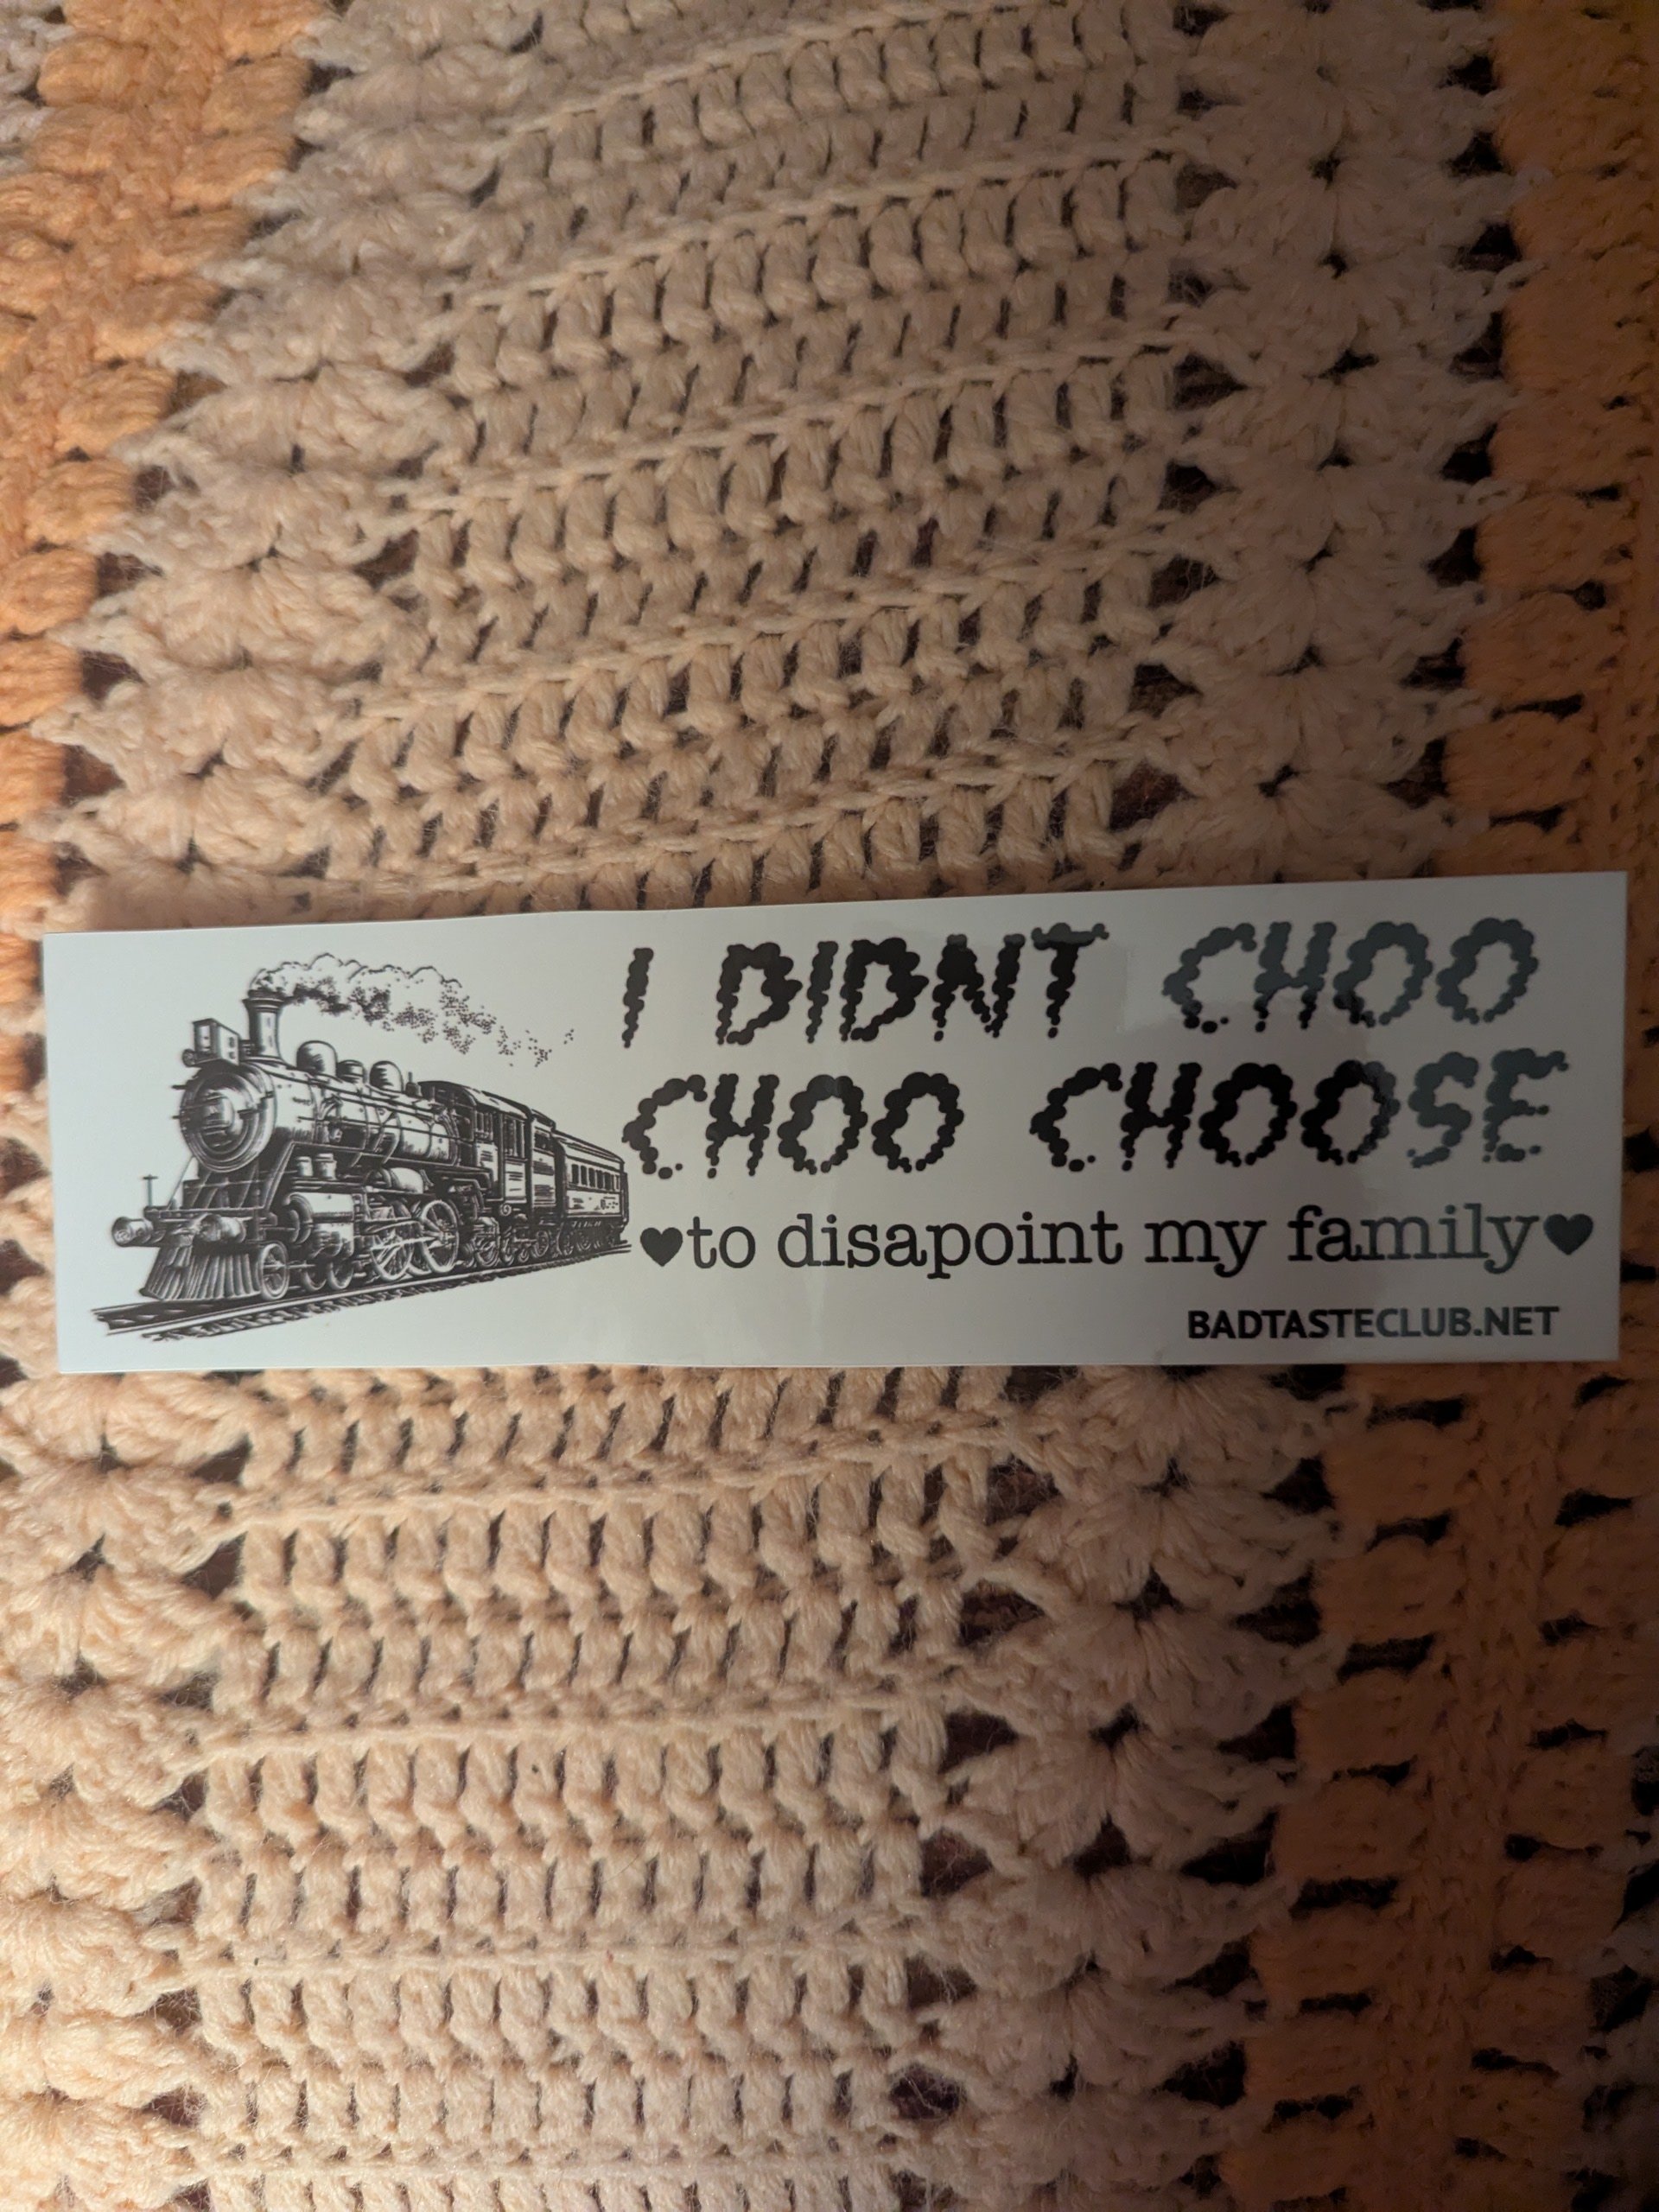 I DIDNT CHOO
CHOO CHOOSE
♥to disapoint my family♥
BADTASTECLUB.NET